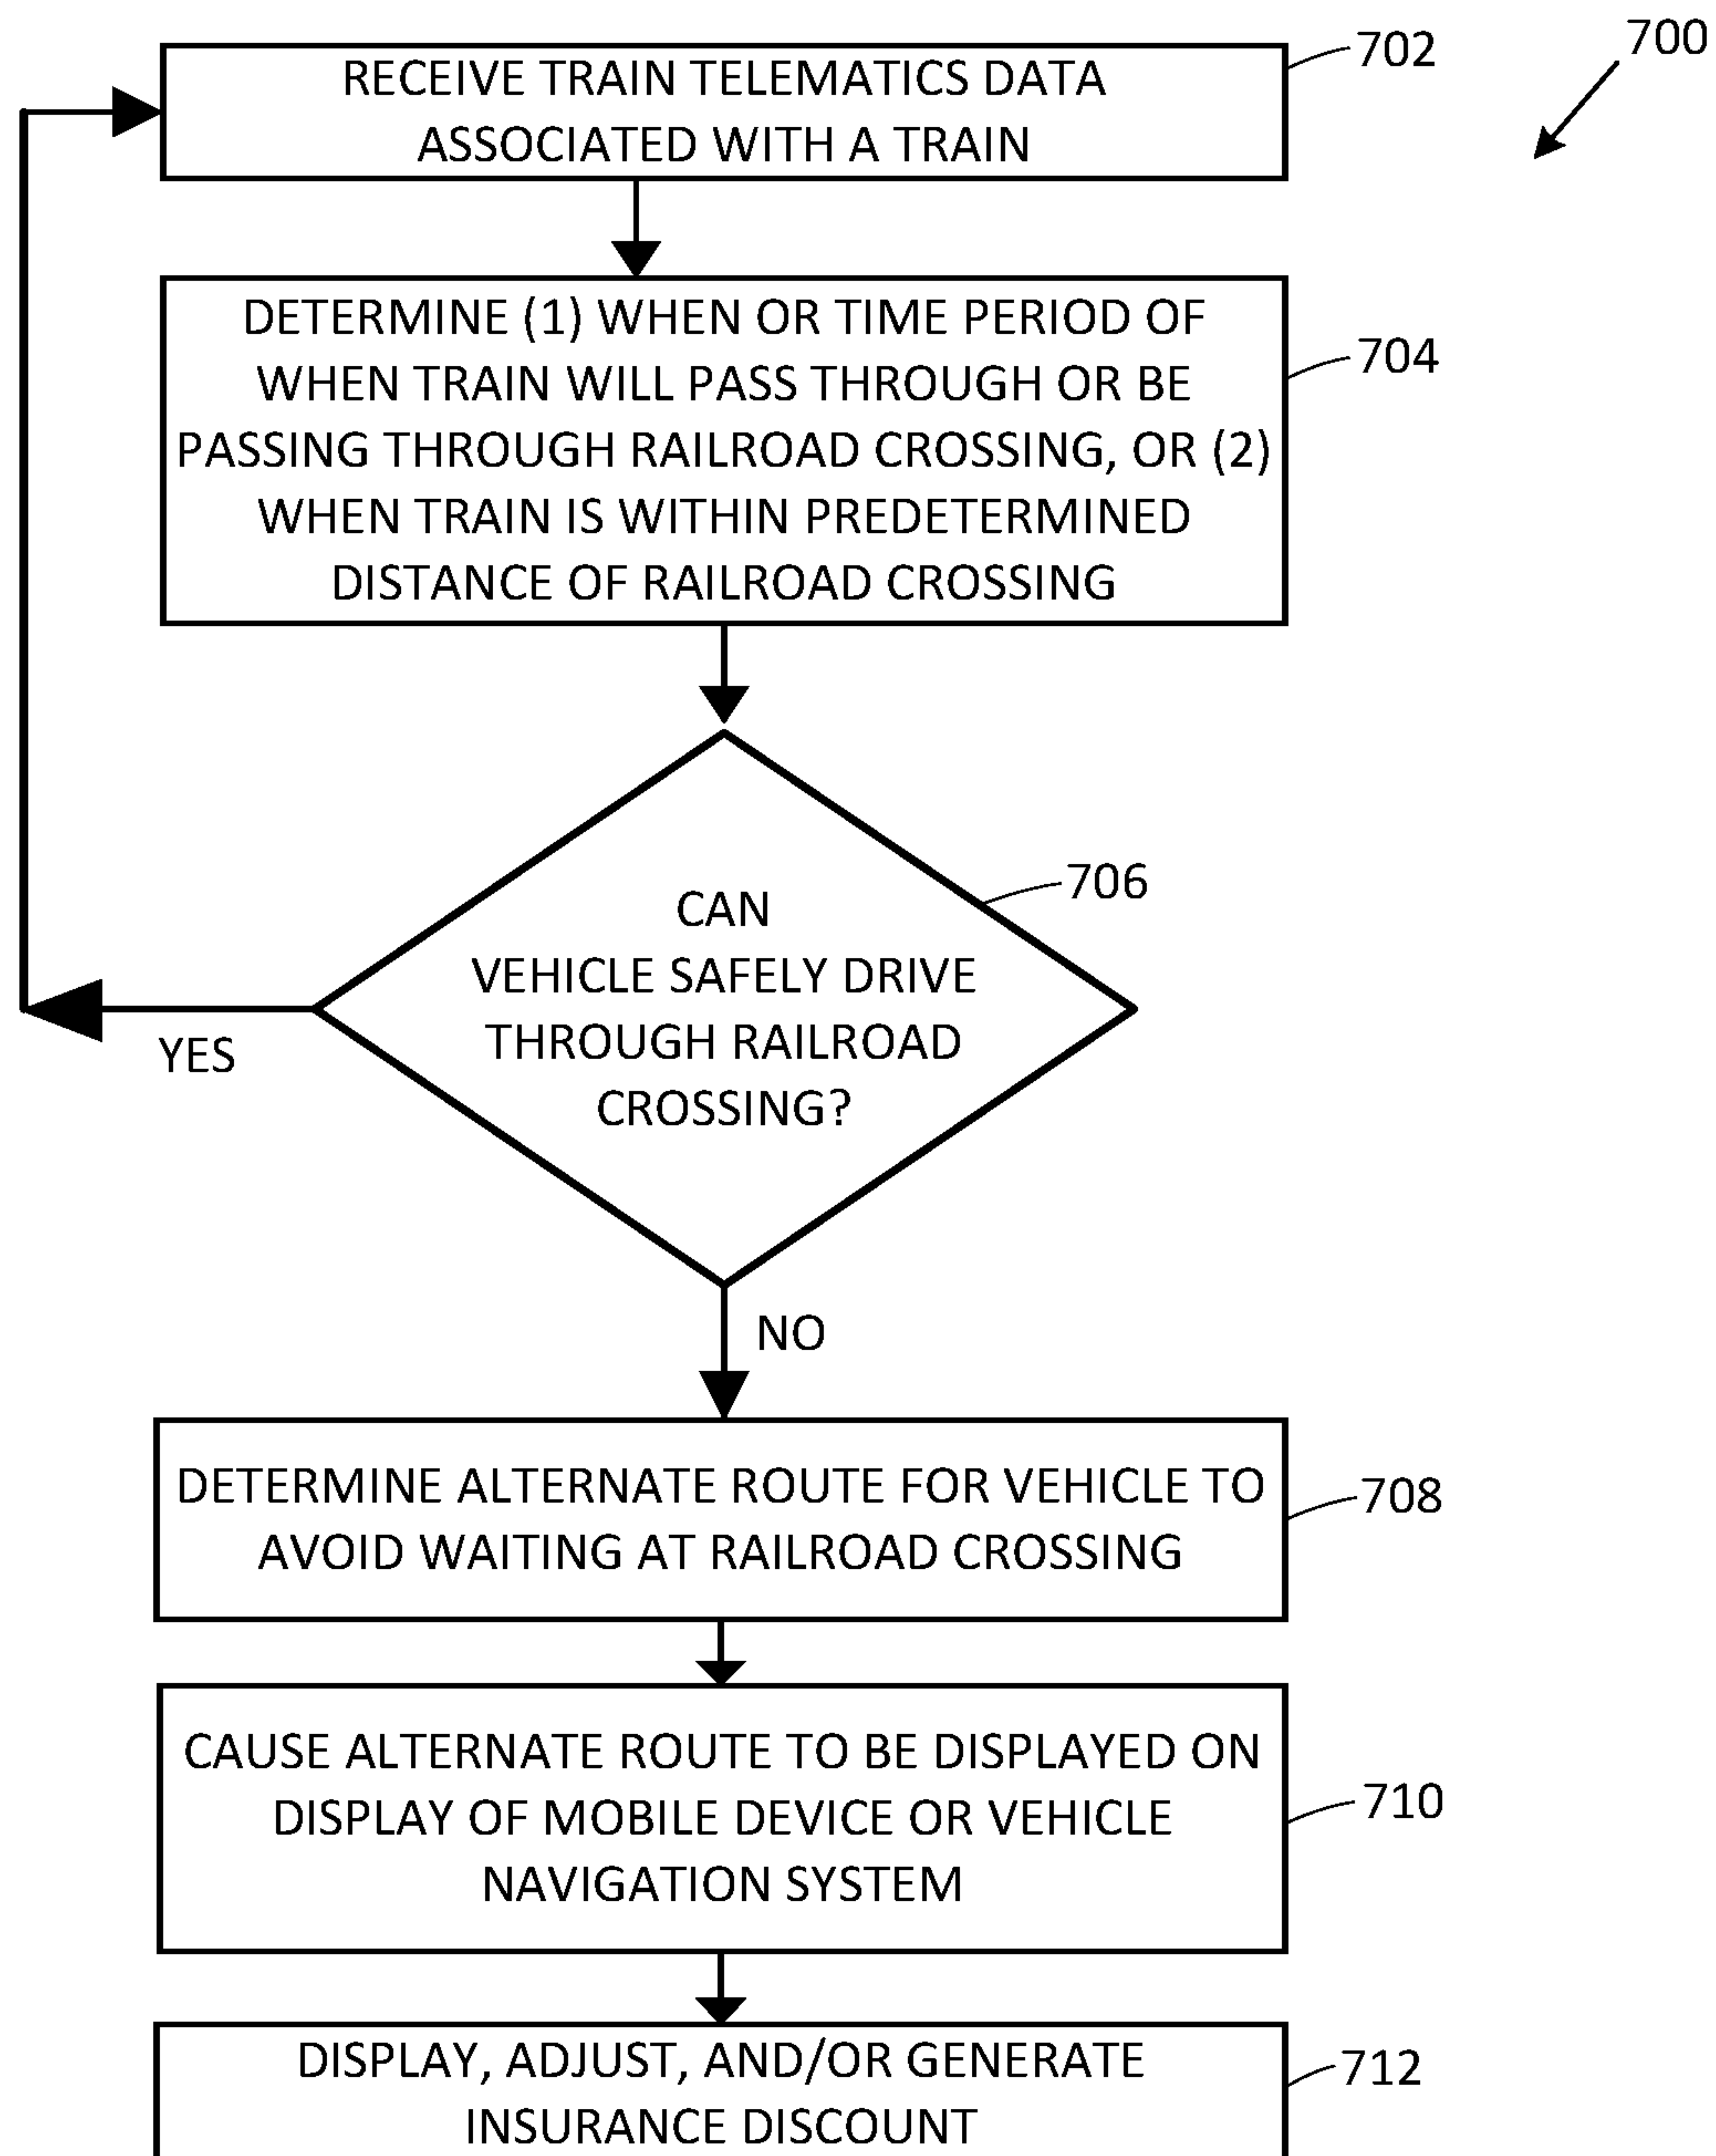 700
RECEIVE TRAIN TELEMATICS DATA
ASSOCIATED WITH A TRAIN
702
DETERMINE (1) WHEN OR TIME PERIOD OF
WHEN TRAIN WILL PASS THROUGH OR BE
PASSING THROUGH RAILROAD CROSSING, OR (2)
WHEN TRAIN IS WITHIN PREDETERMINED
DISTANCE OF RAILROAD CROSSING
704
CAN
VEHICLE SAFELY DRIVE
THROUGH RAILROAD
CROSSING?
706
YES
NO
DETERMINE ALTERNATE ROUTE FOR VEHICLE TO
AVOID WAITING AT RAILROAD CROSSING
708
CAUSE ALTERNATE ROUTE TO BE DISPLAYED ON
DISPLAY OF MOBILE DEVICE OR VEHICLE
NAVIGATION SYSTEM
710
DISPLAY, ADJUST, AND/OR GENERATE
INSURANCE DISCOUNT
712